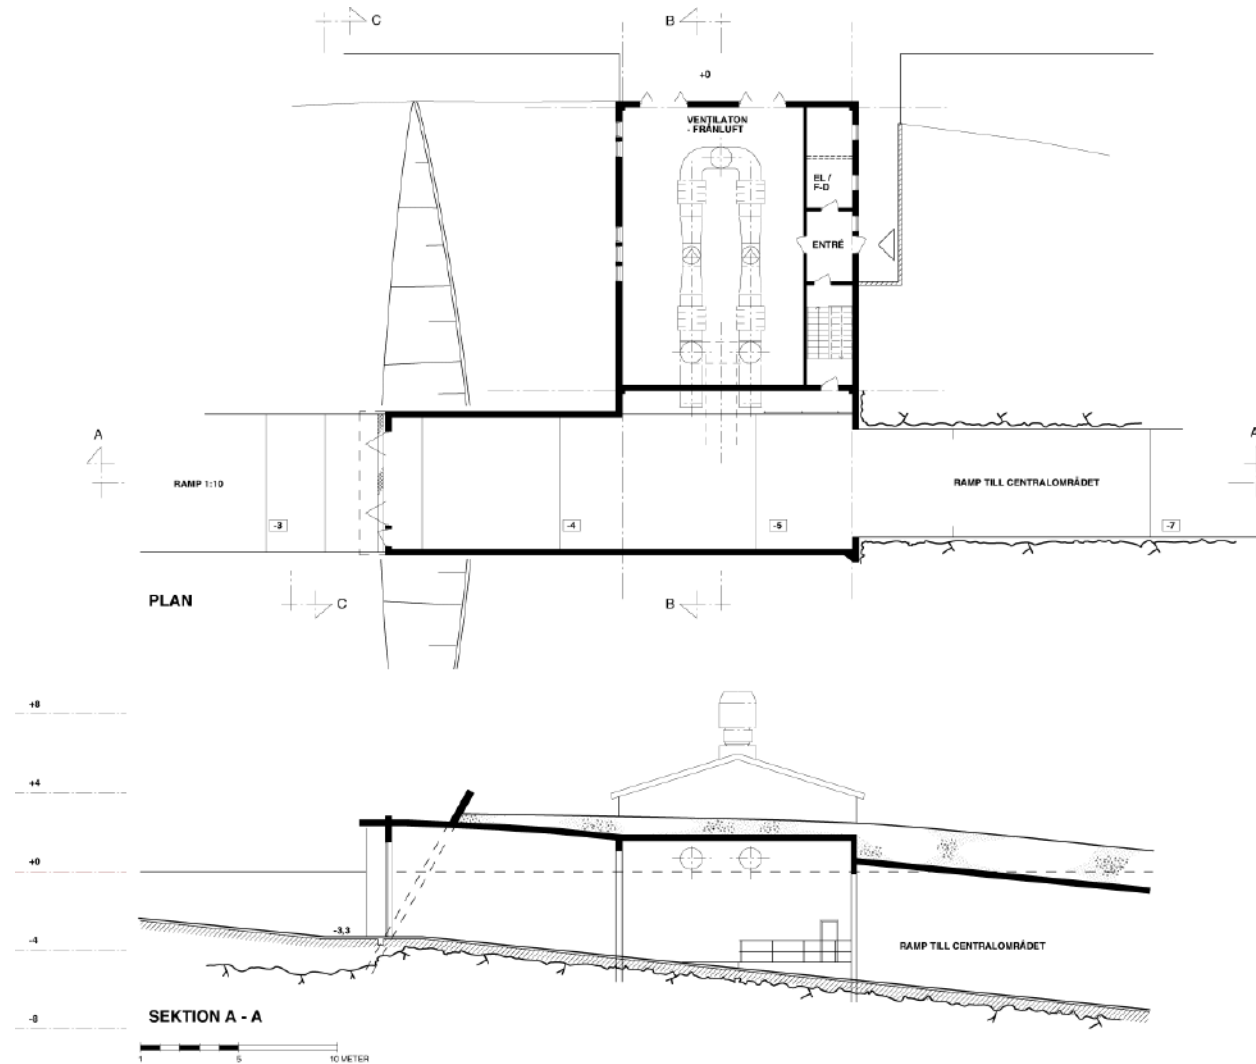 C
B
+0
VENTILATON
- FRÅNLUFT
EL /
F-D
ENTRÉ
A
A
RAMP 1:10
RAMP TILL CENTRALOMRÅDET
-3
-4
-5
-7
PLAN
C
B
+8
+4
+0
-3,3
-4
RAMP TILL CENTRALOMRÅDET
-8
SEKTION A - A
1 5 10 METER